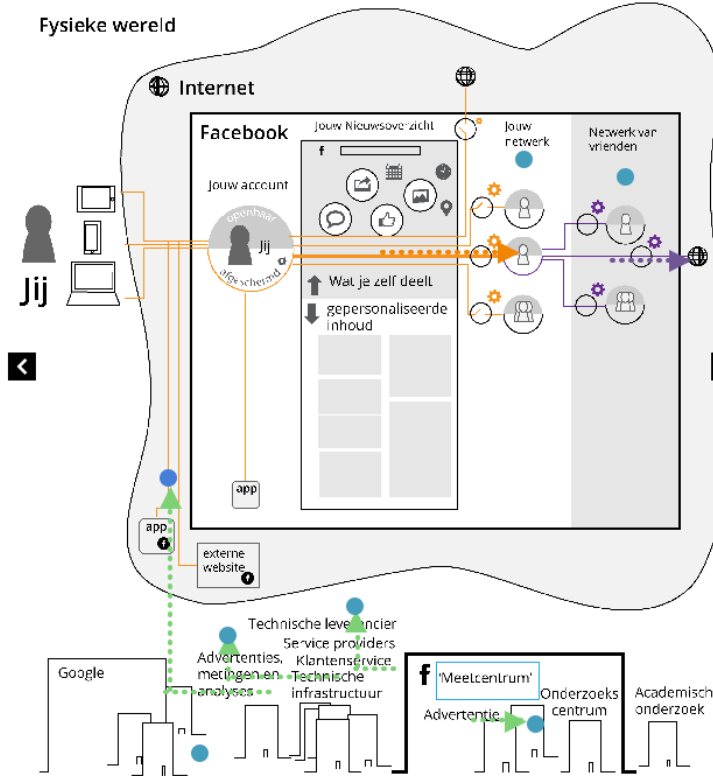 Fysieke wereld
Internet
Facebook
Jouw Nieuwsoverzicht
Jouw
netwerk
Netwerk van
vrienden
f
Jouw account
openbaar
Jij
afgeschermd
Jij
Wat je zelf deelt
gepersonaliseerde
inhoud
app
app
f
externe
website
f
Technische leverancier
Service providers
Klantenservice
Technische
infrastructuur
Google
Advertenties,
metingen en
analyses
f
'Meetcentrum'
Advertentie
Onderzoeks
centrum
Academisch
onderzoek